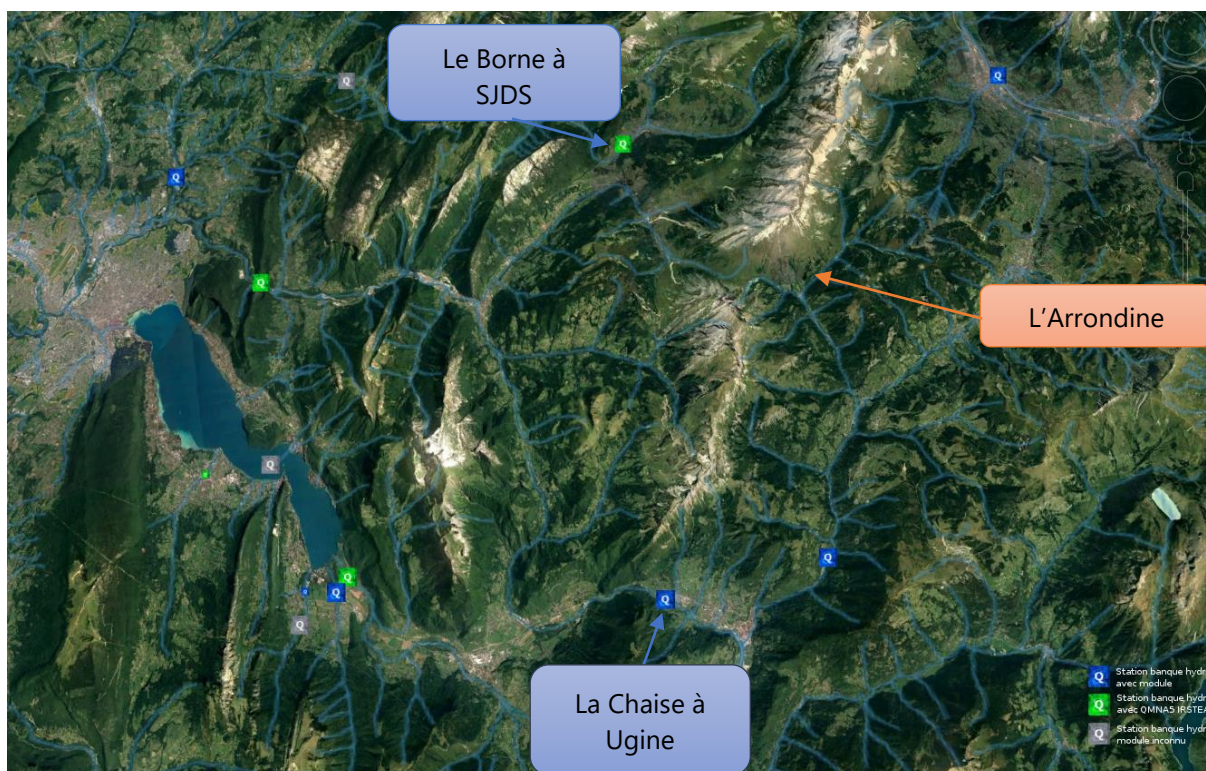 Le Borne à
SJDS
L'Arrondine
La Chaise à
Ugine
Q
Q
Q
Q
Q
Q
Q
Q
Q
Q
Q
Q
Station banque hydr
avec module
Q
Station banque hydr
avec QMNA5 IRSTEA
Q
Station banque hydr
module inconnu